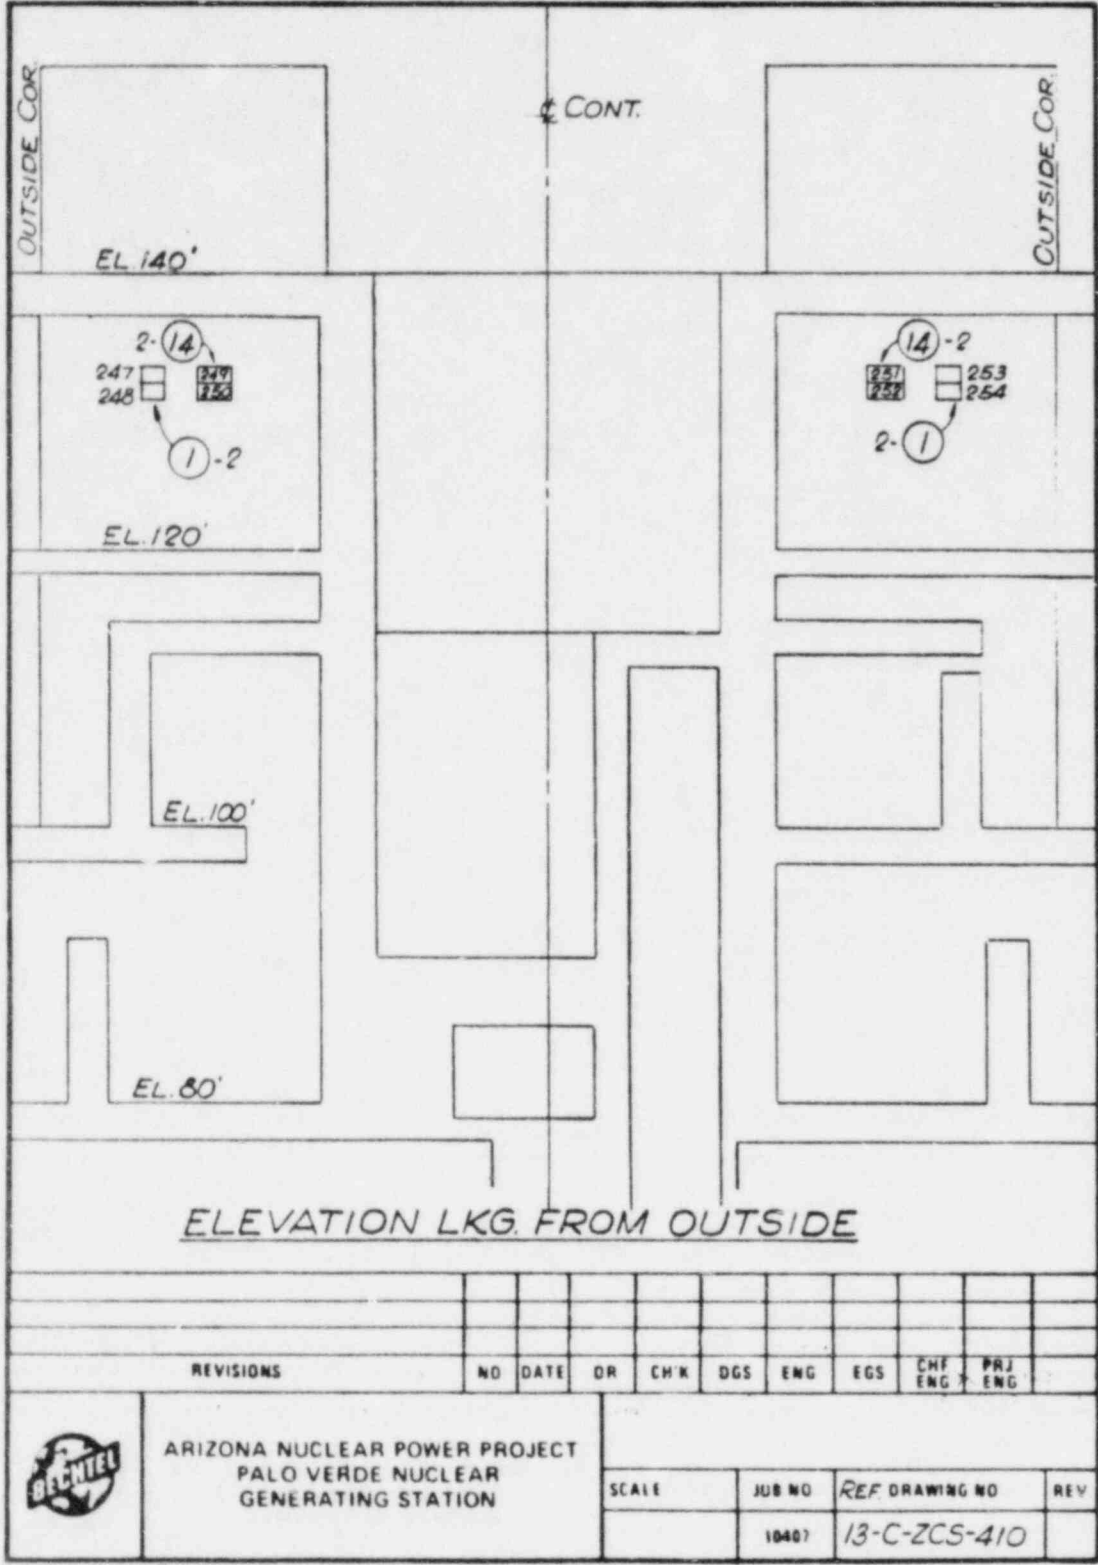 OUTSIDE COR.
℄ CONT.
OUTSIDE COR.
EL. 140'
2- 14
14 -2
247
249
251
253
248
250
252
254
1 -2
2- 1
EL. 120'
EL. 100'
EL. 80'
ELEVATION LKG. FROM OUTSIDE
REVISIONS NO DATE DR CH'K DGS ENG EGS CHF ENG PRJ ENG
BECHTEL
ARIZONA NUCLEAR POWER PROJECT
PALO VERDE NUCLEAR
GENERATING STATION
SCALE JOB NO REF. DRAWING NO REV
10407 13-C-ZCS-410